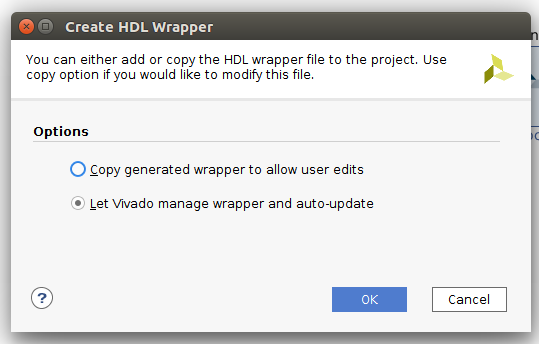 Create HDL Wrapper
You can either add or copy the HDL wrapper file to the project. Use
copy option if you would like to modify this file.
Options
Copy generated wrapper to allow user edits
Let Vivado manage wrapper and auto-update
?
OK
Cancel